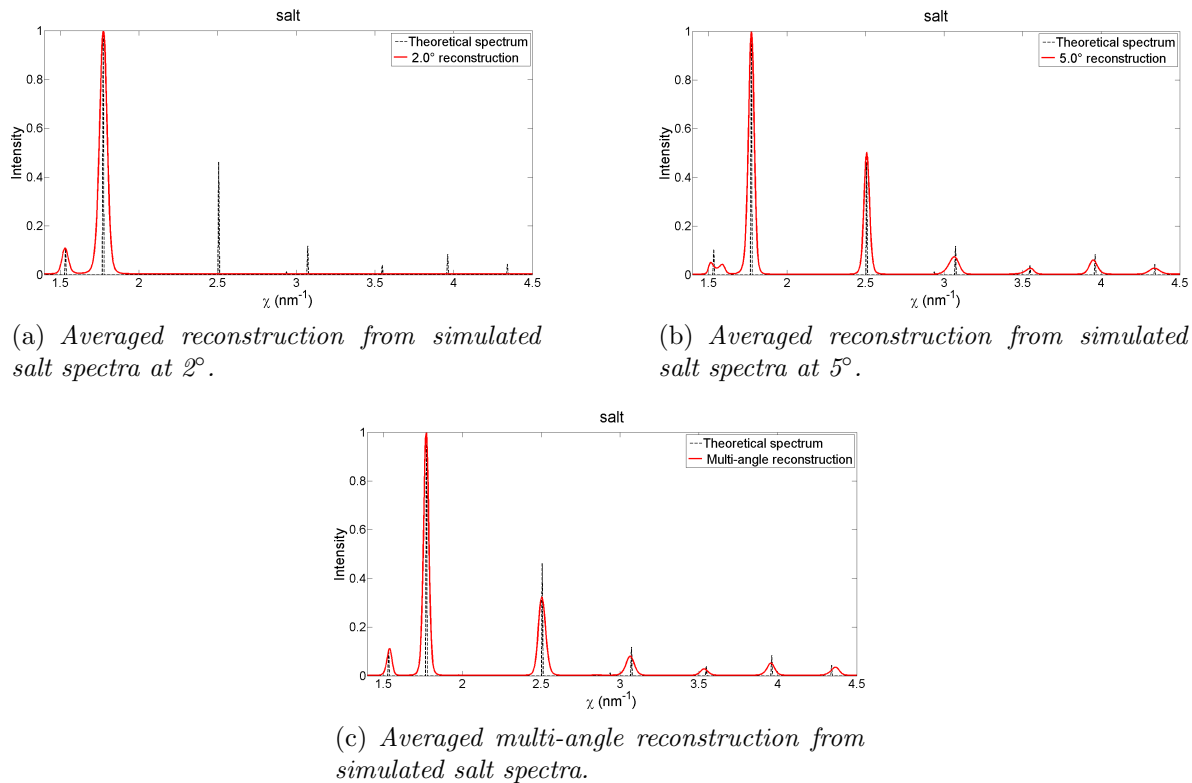 salt
Intensity
1
0.8
0.6
0.4
0.2
0
1.5 2 2.5 3 3.5 4 4.5
χ (nm⁻¹)
Theoretical spectrum
2.0° reconstruction
(a) Averaged reconstruction from simulated
salt spectra at 2°.
salt
Intensity
1
0.8
0.6
0.4
0.2
0
1.5 2 2.5 3 3.5 4 4.5
χ (nm⁻¹)
Theoretical spectrum
5.0° reconstruction
(b) Averaged reconstruction from simulated
salt spectra at 5°.
salt
Intensity
1
0.8
0.6
0.4
0.2
0
1.5 2 2.5 3 3.5 4 4.5
χ (nm⁻¹)
Theoretical spectrum
Multi-angle reconstruction
(c) Averaged multi-angle reconstruction from
simulated salt spectra.